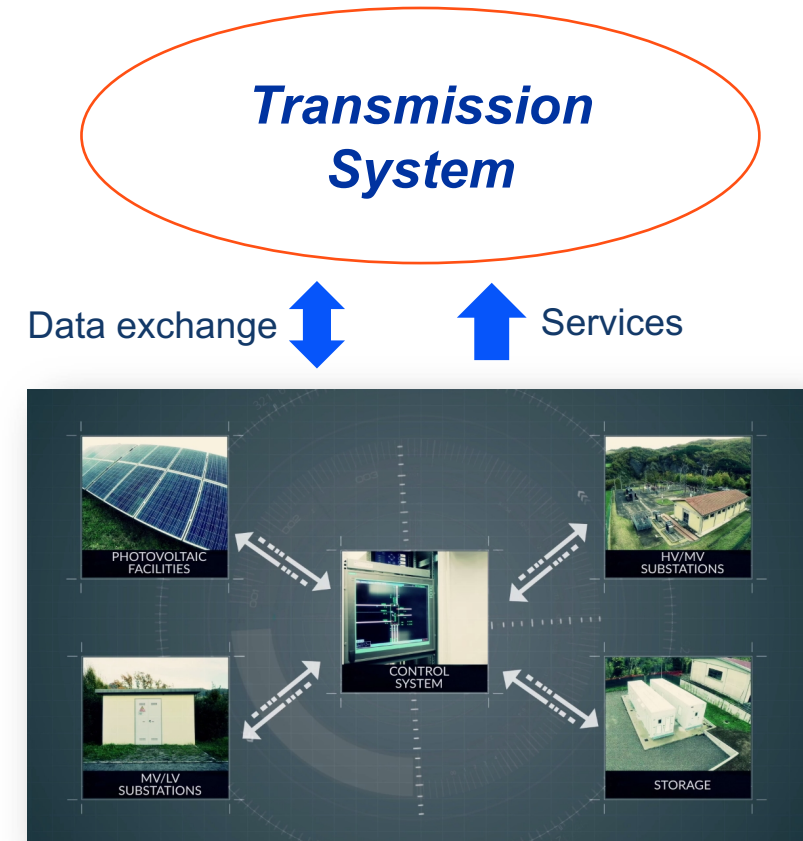 Transmission
System
Data exchange
Services
PHOTOVOLTAIC
FACILITIES
HV/MV
SUBSTATIONS
CONTROL
SYSTEM
MV/LV
SUBSTATIONS
STORAGE